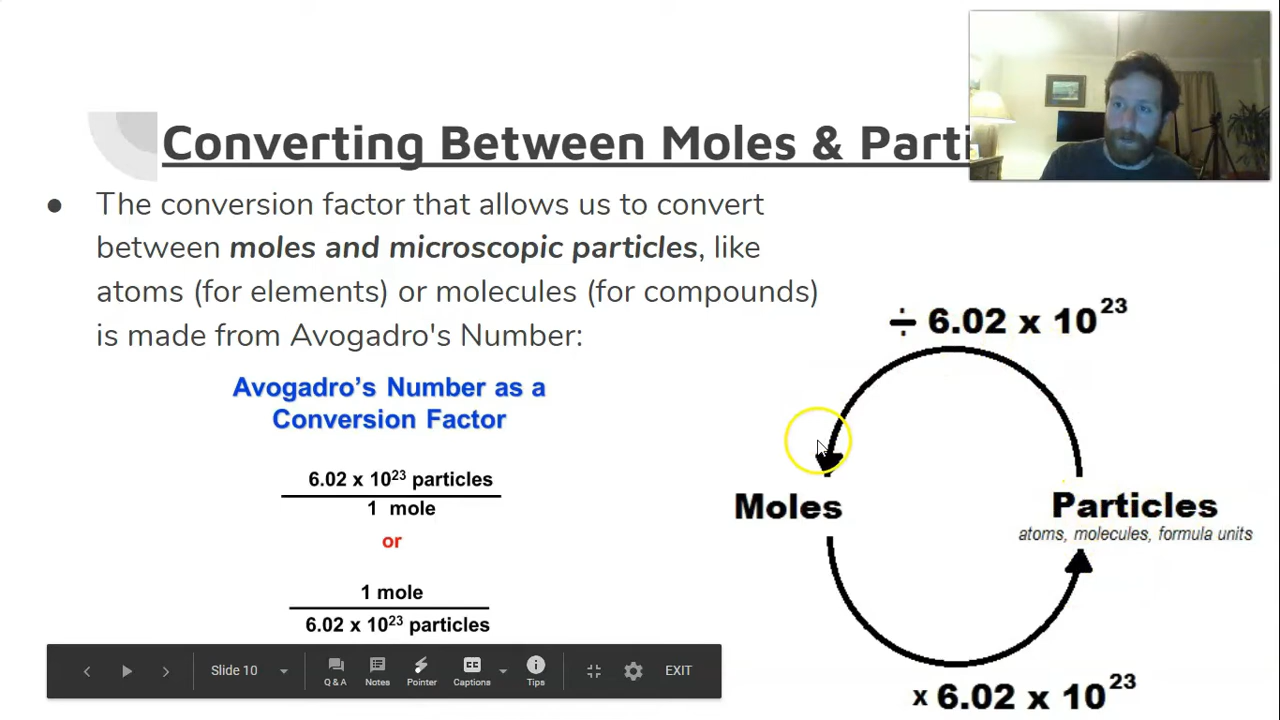 Converting Between Moles & Parti
● The conversion factor that allows us to convert
between moles and microscopic particles, like
atoms (for elements) or molecules (for compounds)
is made from Avogadro's Number:
Avogadro’s Number as a
Conversion Factor
6.02 x 10²³ particles
1 mole
or
1 mole
6.02 x 10²³ particles
÷ 6.02 x 10²³
Moles
Particles
atoms, molecules, formula units
x 6.02 x 10²³
Slide 10
Q & A
Notes
Pointer
Captions
Tips
EXIT